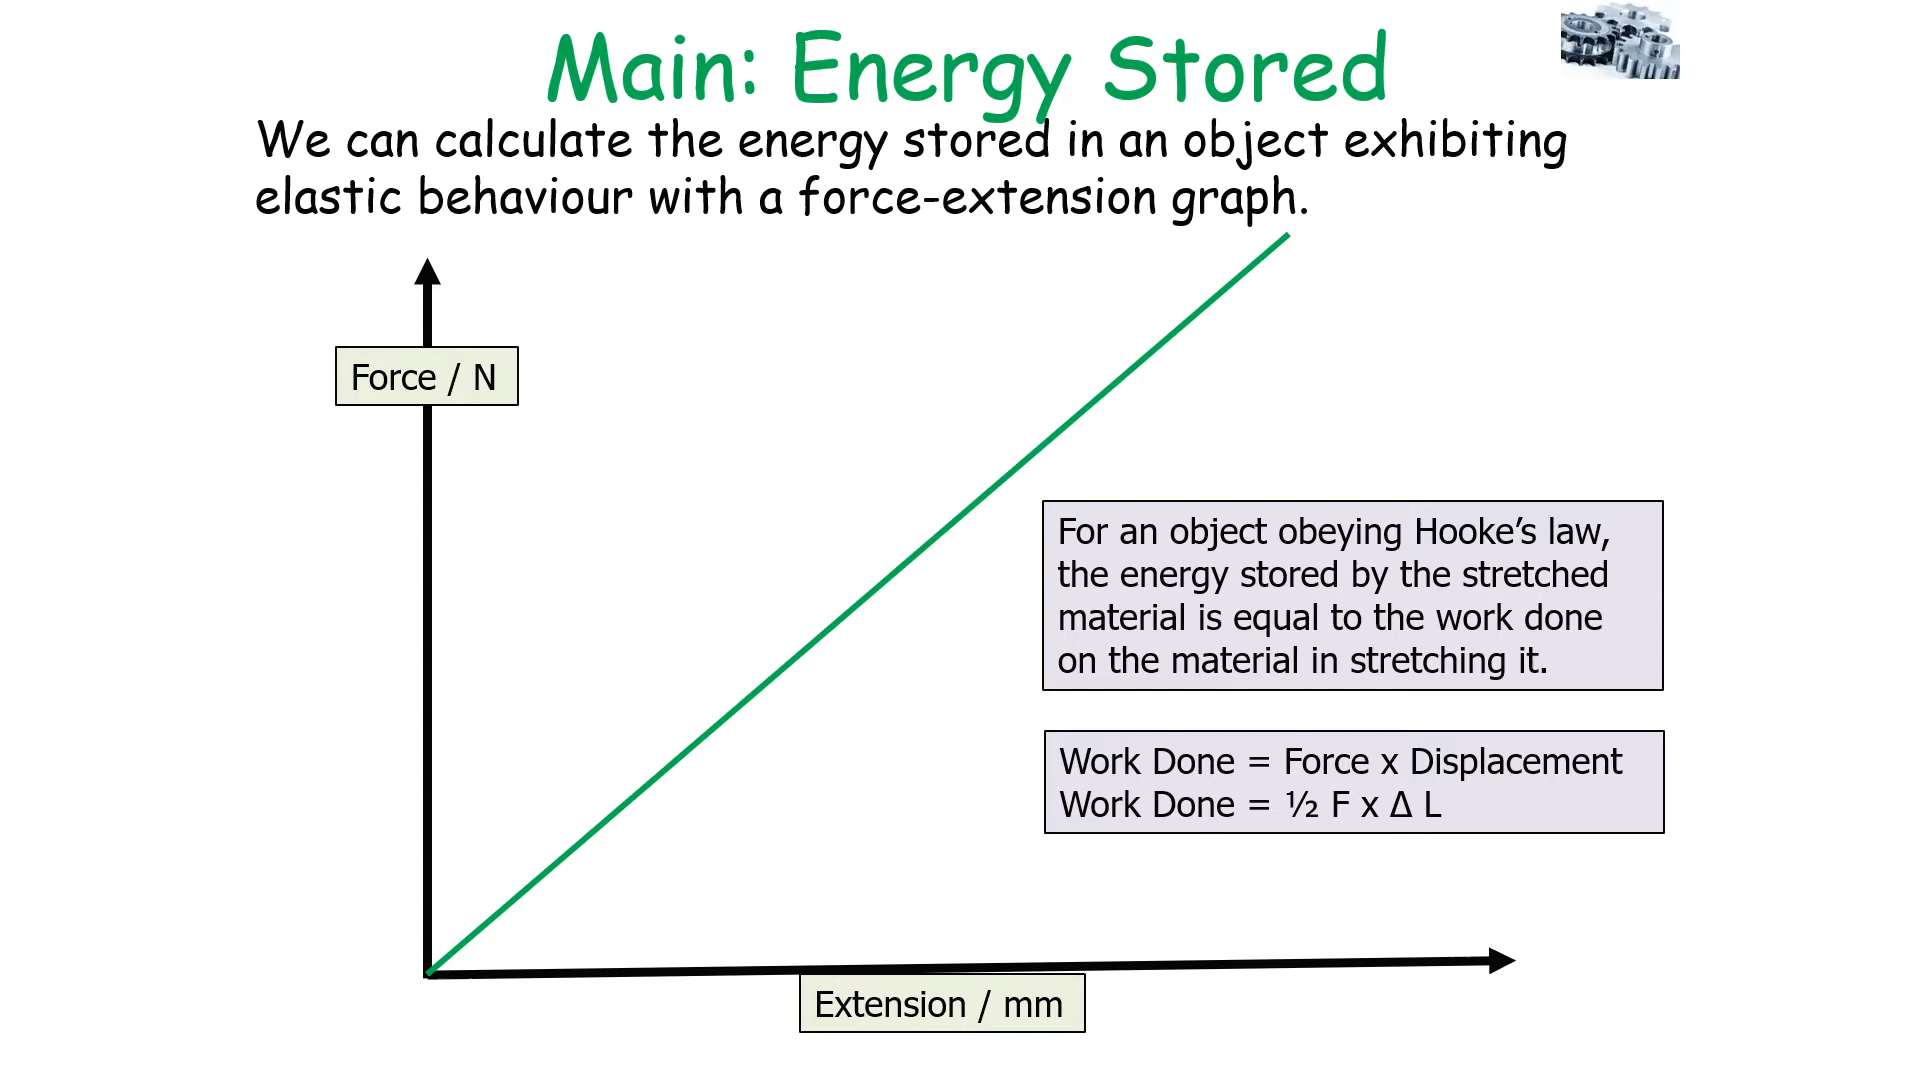 Main: Energy Stored
We can calculate the energy stored in an object exhibiting
elastic behaviour with a force-extension graph.
Force / N
For an object obeying Hooke’s law,
the energy stored by the stretched
material is equal to the work done
on the material in stretching it.
Work Done = Force x Displacement
Work Done = ½ F x Δ L
Extension / mm